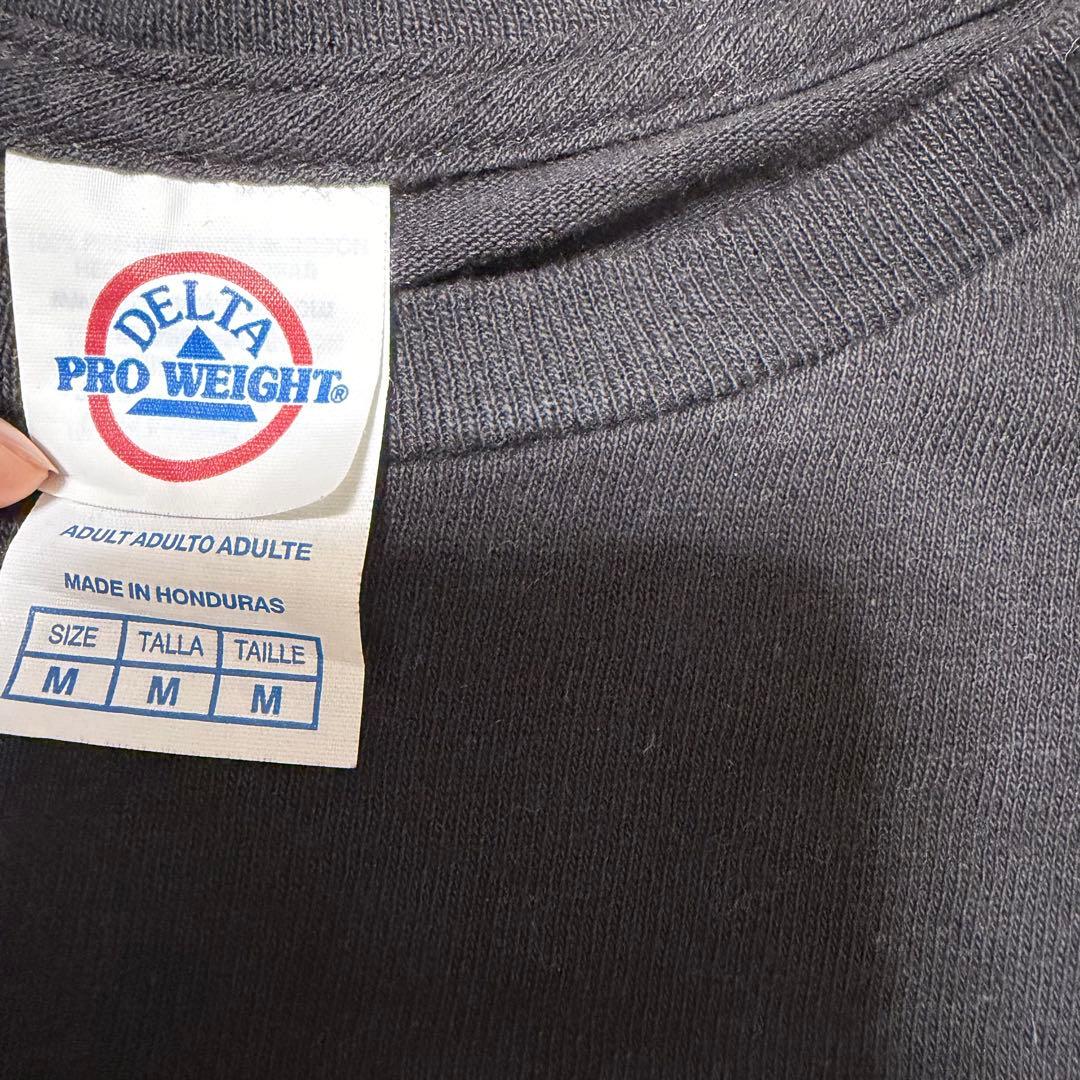 DELTA
PRO WEIGHT®
ADULT ADULTO ADULTE
MADE IN HONDURAS
SIZE TALLA TAILLE
M M M